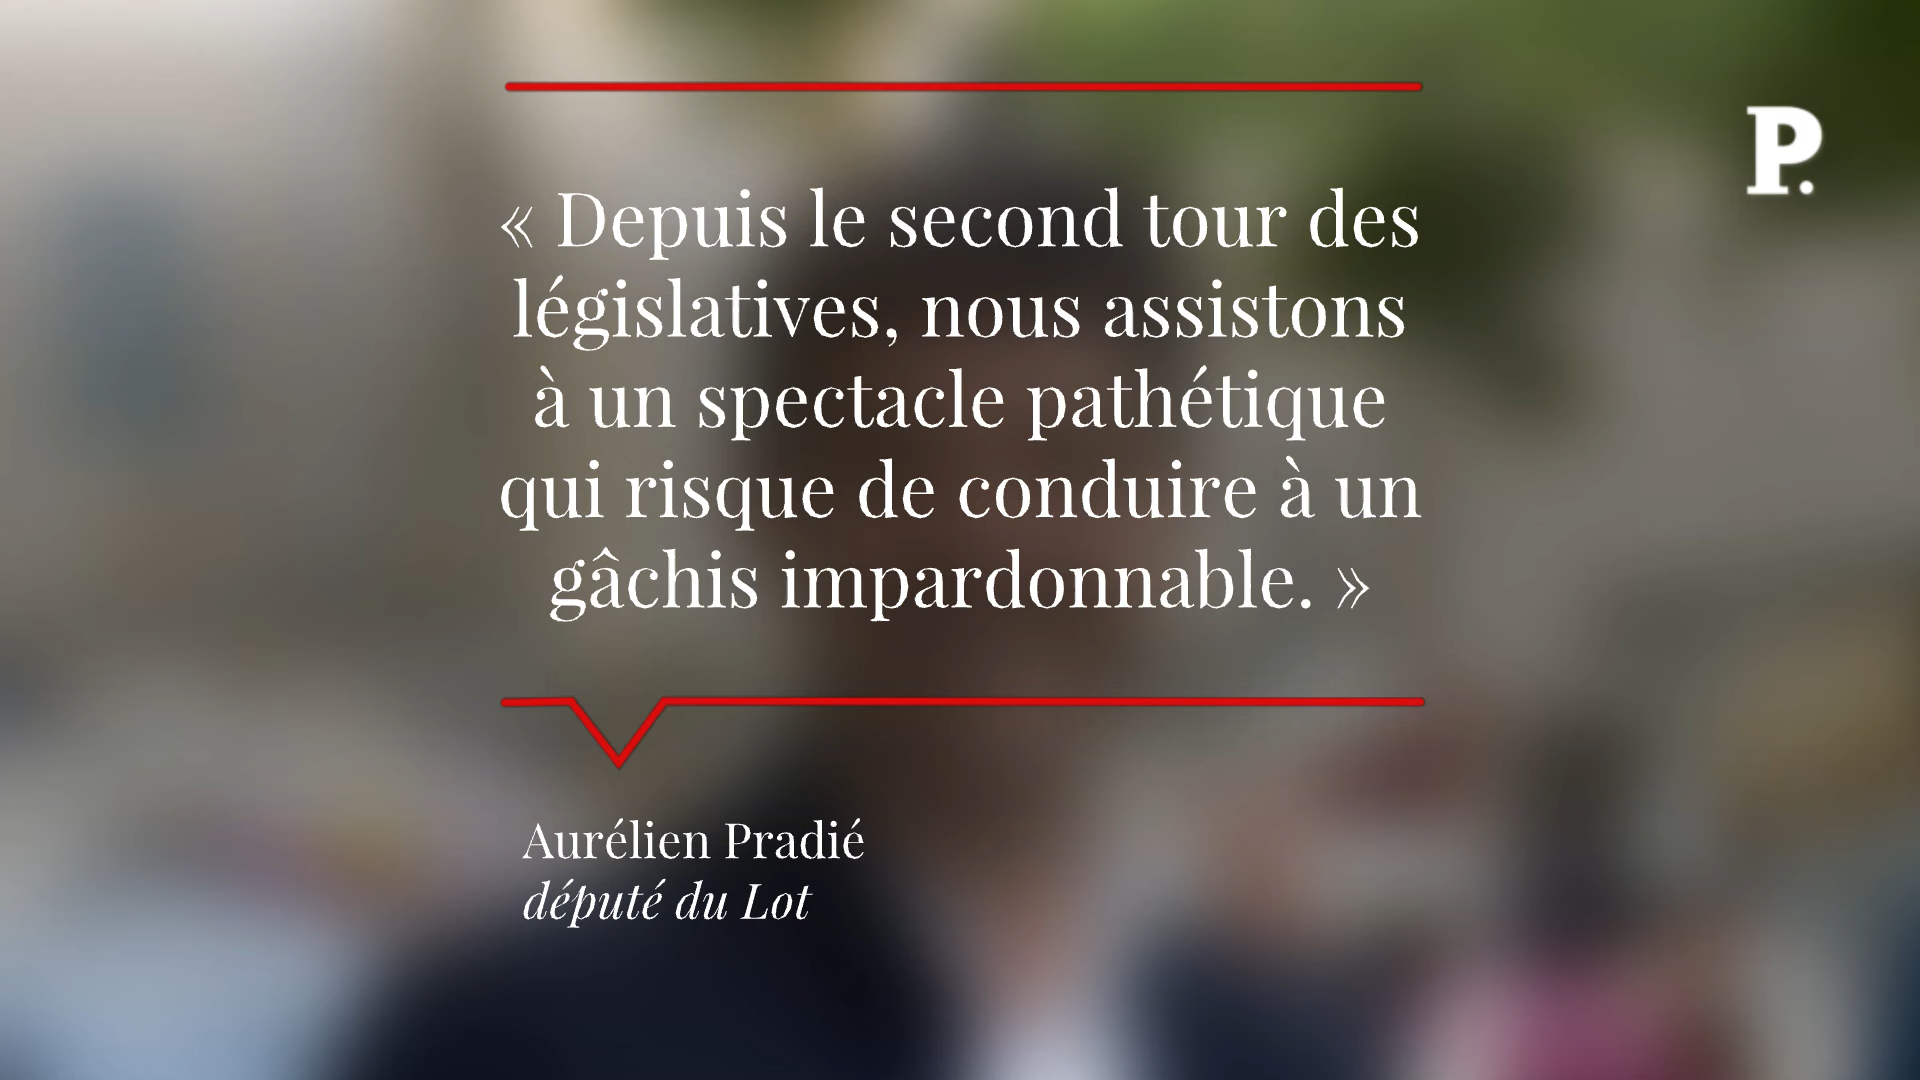 P.
« Depuis le second tour des
législatives, nous assistons
à un spectacle pathétique
qui risque de conduire à un
gâchis impardonnable. »
Aurélien Pradié
député du Lot